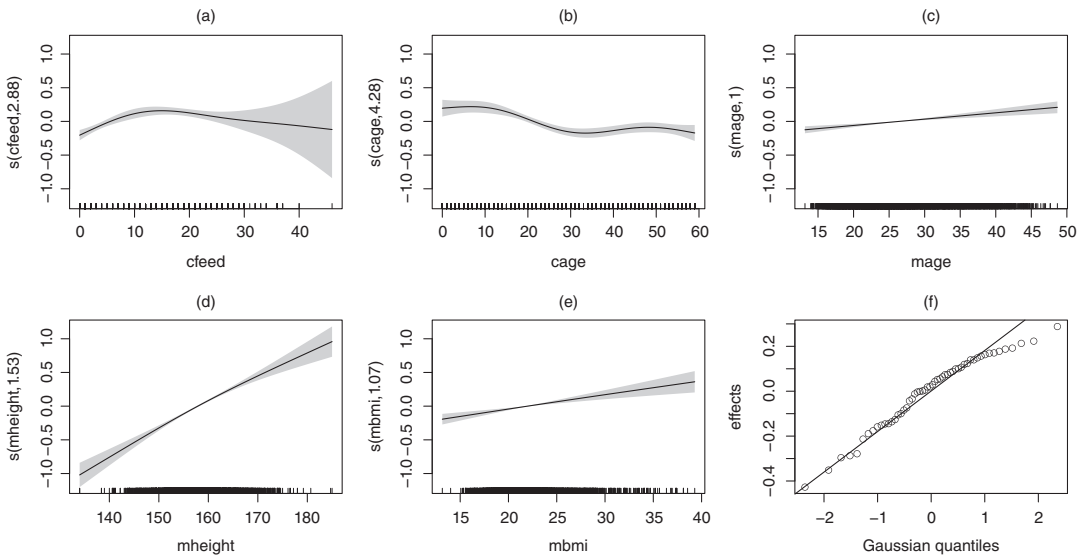 (a)
s(cfeed,2.88)
−1.0 −0.5 0.0 0.5 1.0
0 10 20 30 40
cfeed
(b)
s(cage,4.28)
−1.0 −0.5 0.0 0.5 1.0
0 10 20 30 40 50 60
cage
(c)
s(mage,1)
−1.0 −0.5 0.0 0.5 1.0
15 20 25 30 35 40 45 50
mage
(d)
s(mheight,1.53)
−1.0 −0.5 0.0 0.5 1.0
140 150 160 170 180
mheight
(e)
s(mbmi,1.07)
−1.0 −0.5 0.0 0.5 1.0
15 20 25 30 35 40
mbmi
(f)
effects
−0.4 −0.2 0.0 0.2
−2 −1 0 1 2
Gaussian quantiles